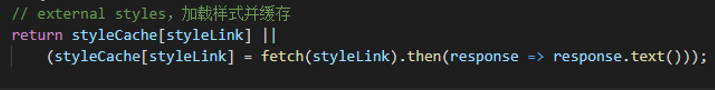 // external styles，加载样式并缓存
return styleCache[styleLink] ||
(styleCache[styleLink] = fetch(styleLink).then(response => response.text()));